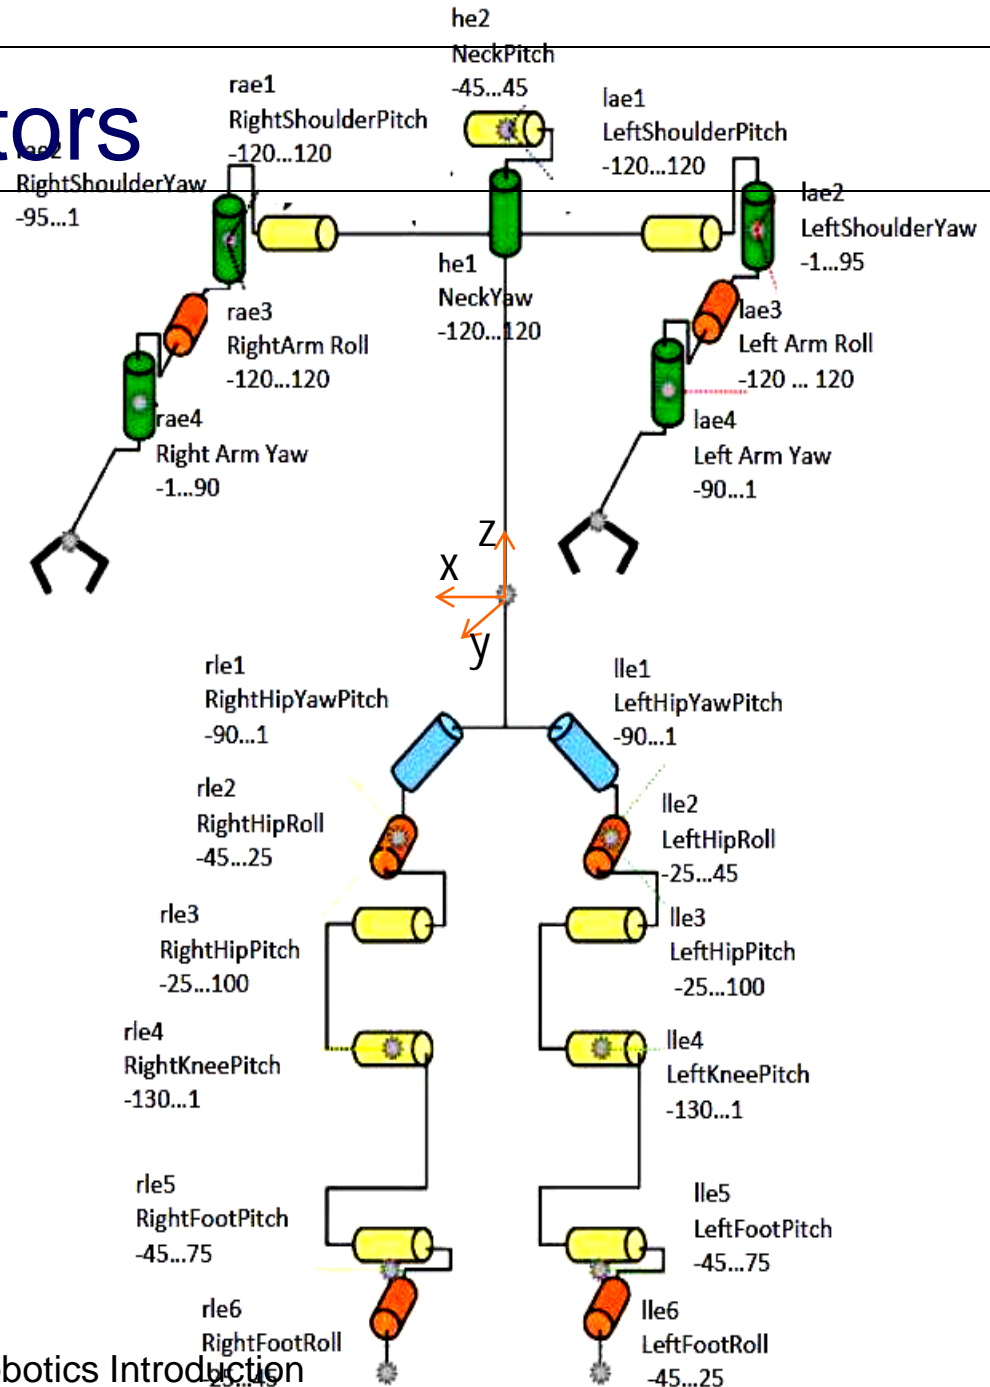 he2
NeckPitch
-45...45
tors
rae1
RightShoulderPitch
-120...120
lae1
LeftShoulderPitch
-120...120
rae2
RightShoulderYaw
-95...1
lae2
LeftShoulderYaw
-1...95
he1
NeckYaw
-120...120
rae3
RightArm Roll
-120...120
lae3
Left Arm Roll
-120 ... 120
rae4
Right Arm Yaw
-1...90
lae4
Left Arm Yaw
-90...1
z
x
y
rle1
RightHipYawPitch
-90...1
lle1
LeftHipYawPitch
-90...1
rle2
RightHipRoll
-45...25
lle2
LeftHipRoll
-25...45
rle3
RightHipPitch
-25...100
lle3
LeftHipPitch
-25...100
rle4
RightKneePitch
-130...1
lle4
LeftKneePitch
-130...1
rle5
RightFootPitch
-45...75
lle5
LeftFootPitch
-45...75
rle6
RightFootRoll
-25...45
lle6
LeftFootRoll
-45...25
obotics Introduction